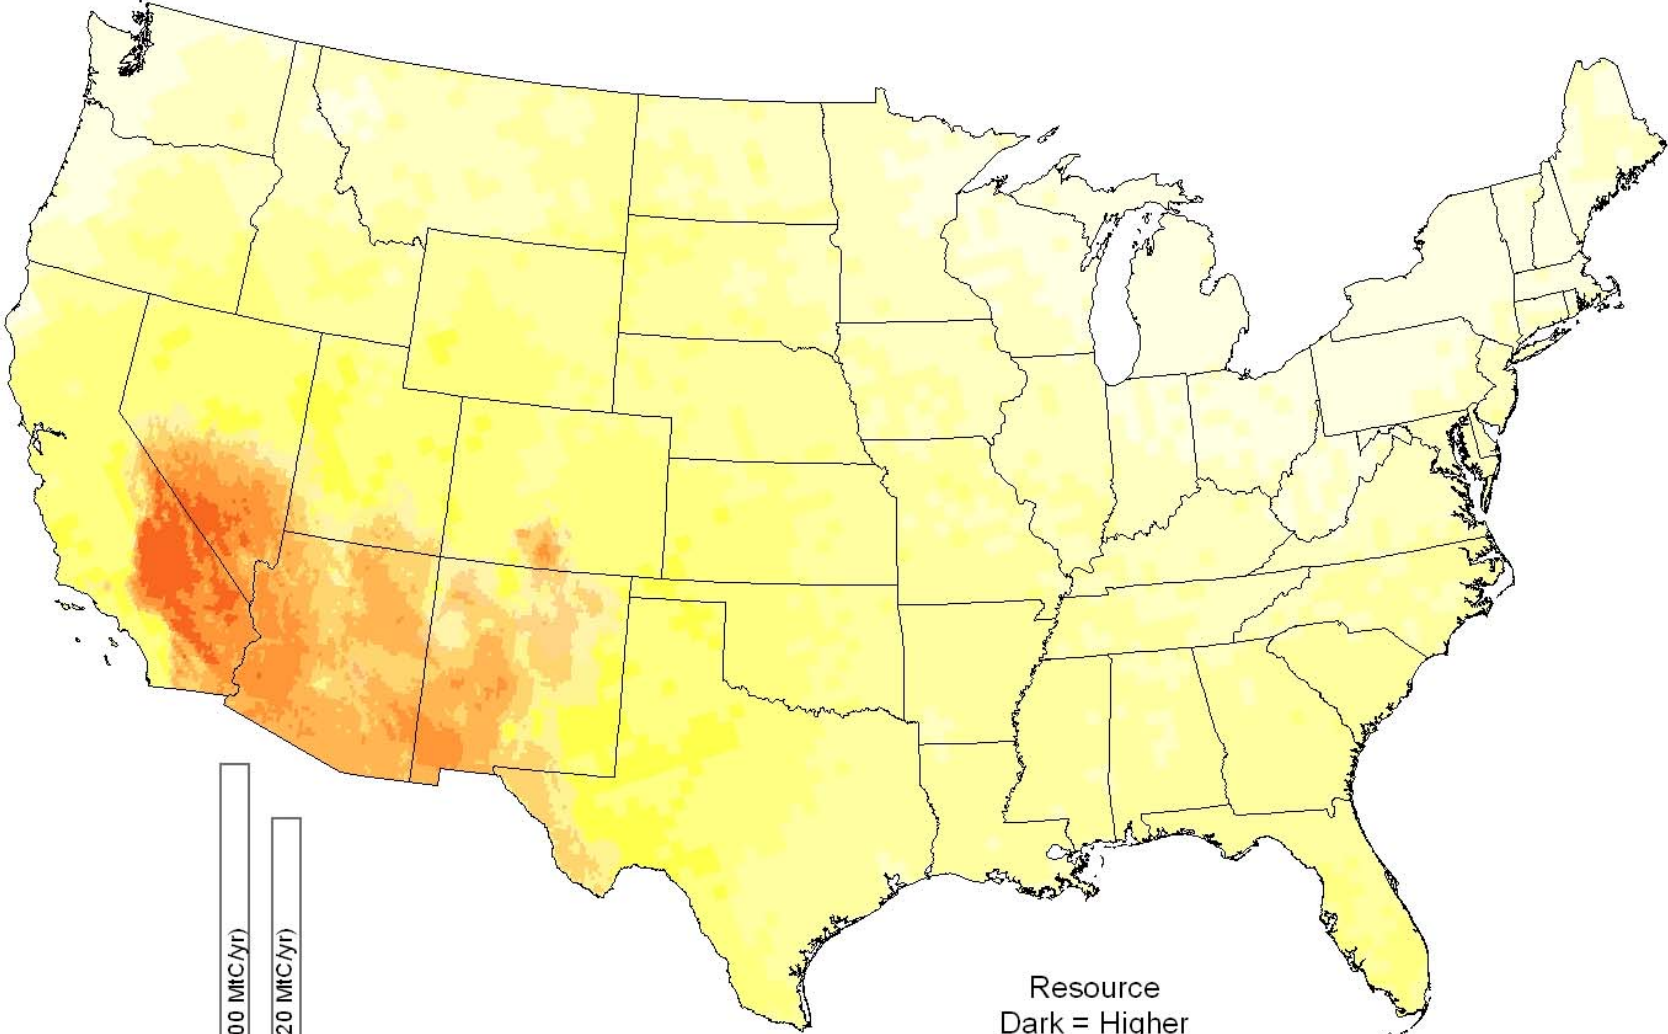 00 MtC/yr)
20 MtC/yr)
Resource
Dark = Higher